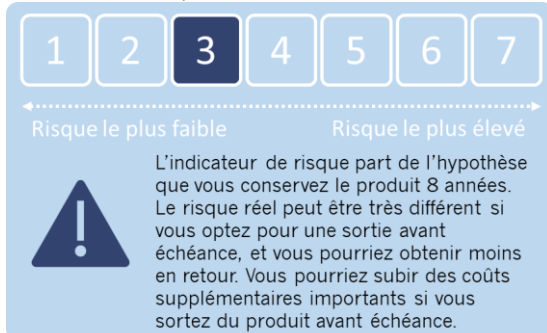 1 2 3 4 5 6 7
Risque le plus faible Risque le plus élevé
L'indicateur de risque part de l'hypothèse
que vous conservez le produit 8 années.
Le risque réel peut être très différent si
vous optez pour une sortie avant
échéance, et vous pourriez obtenir moins
en retour. Vous pourriez subir des coûts
supplémentaires importants si vous
sortez du produit avant échéance.